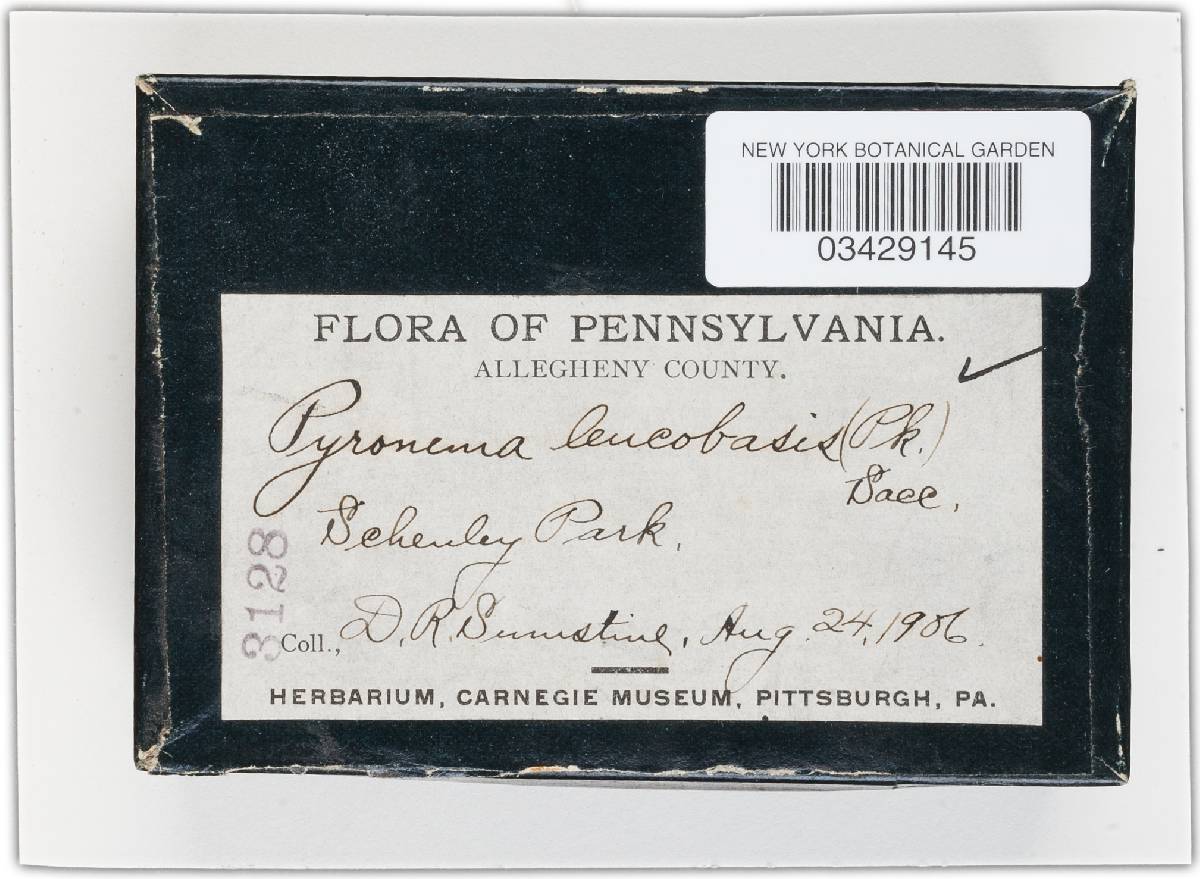 NEW YORK BOTANICAL GARDEN
03429145
FLORA OF PENNSYLVANIA.
ALLEGHENY COUNTY.
Pyronema leucobasis (Pk.)
Sacc.
Schenley Park.
3128
Coll., D. R. Sumstine, Aug. 24, 1906.
HERBARIUM, CARNEGIE MUSEUM, PITTSBURGH, PA.